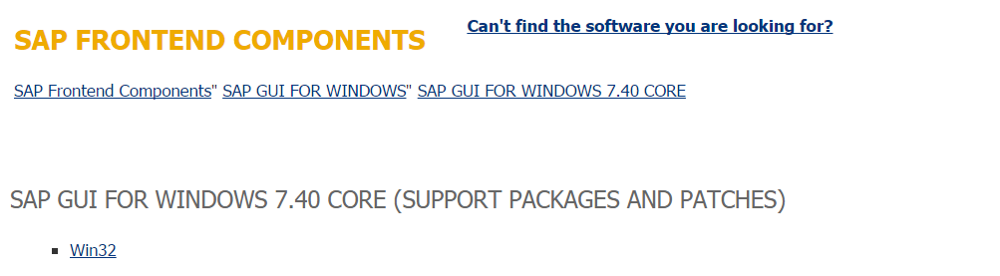 SAP FRONTEND COMPONENTS
Can't find the software you are looking for?
SAP Frontend Components" SAP GUI FOR WINDOWS" SAP GUI FOR WINDOWS 7.40 CORE
SAP GUI FOR WINDOWS 7.40 CORE (SUPPORT PACKAGES AND PATCHES)
Win32